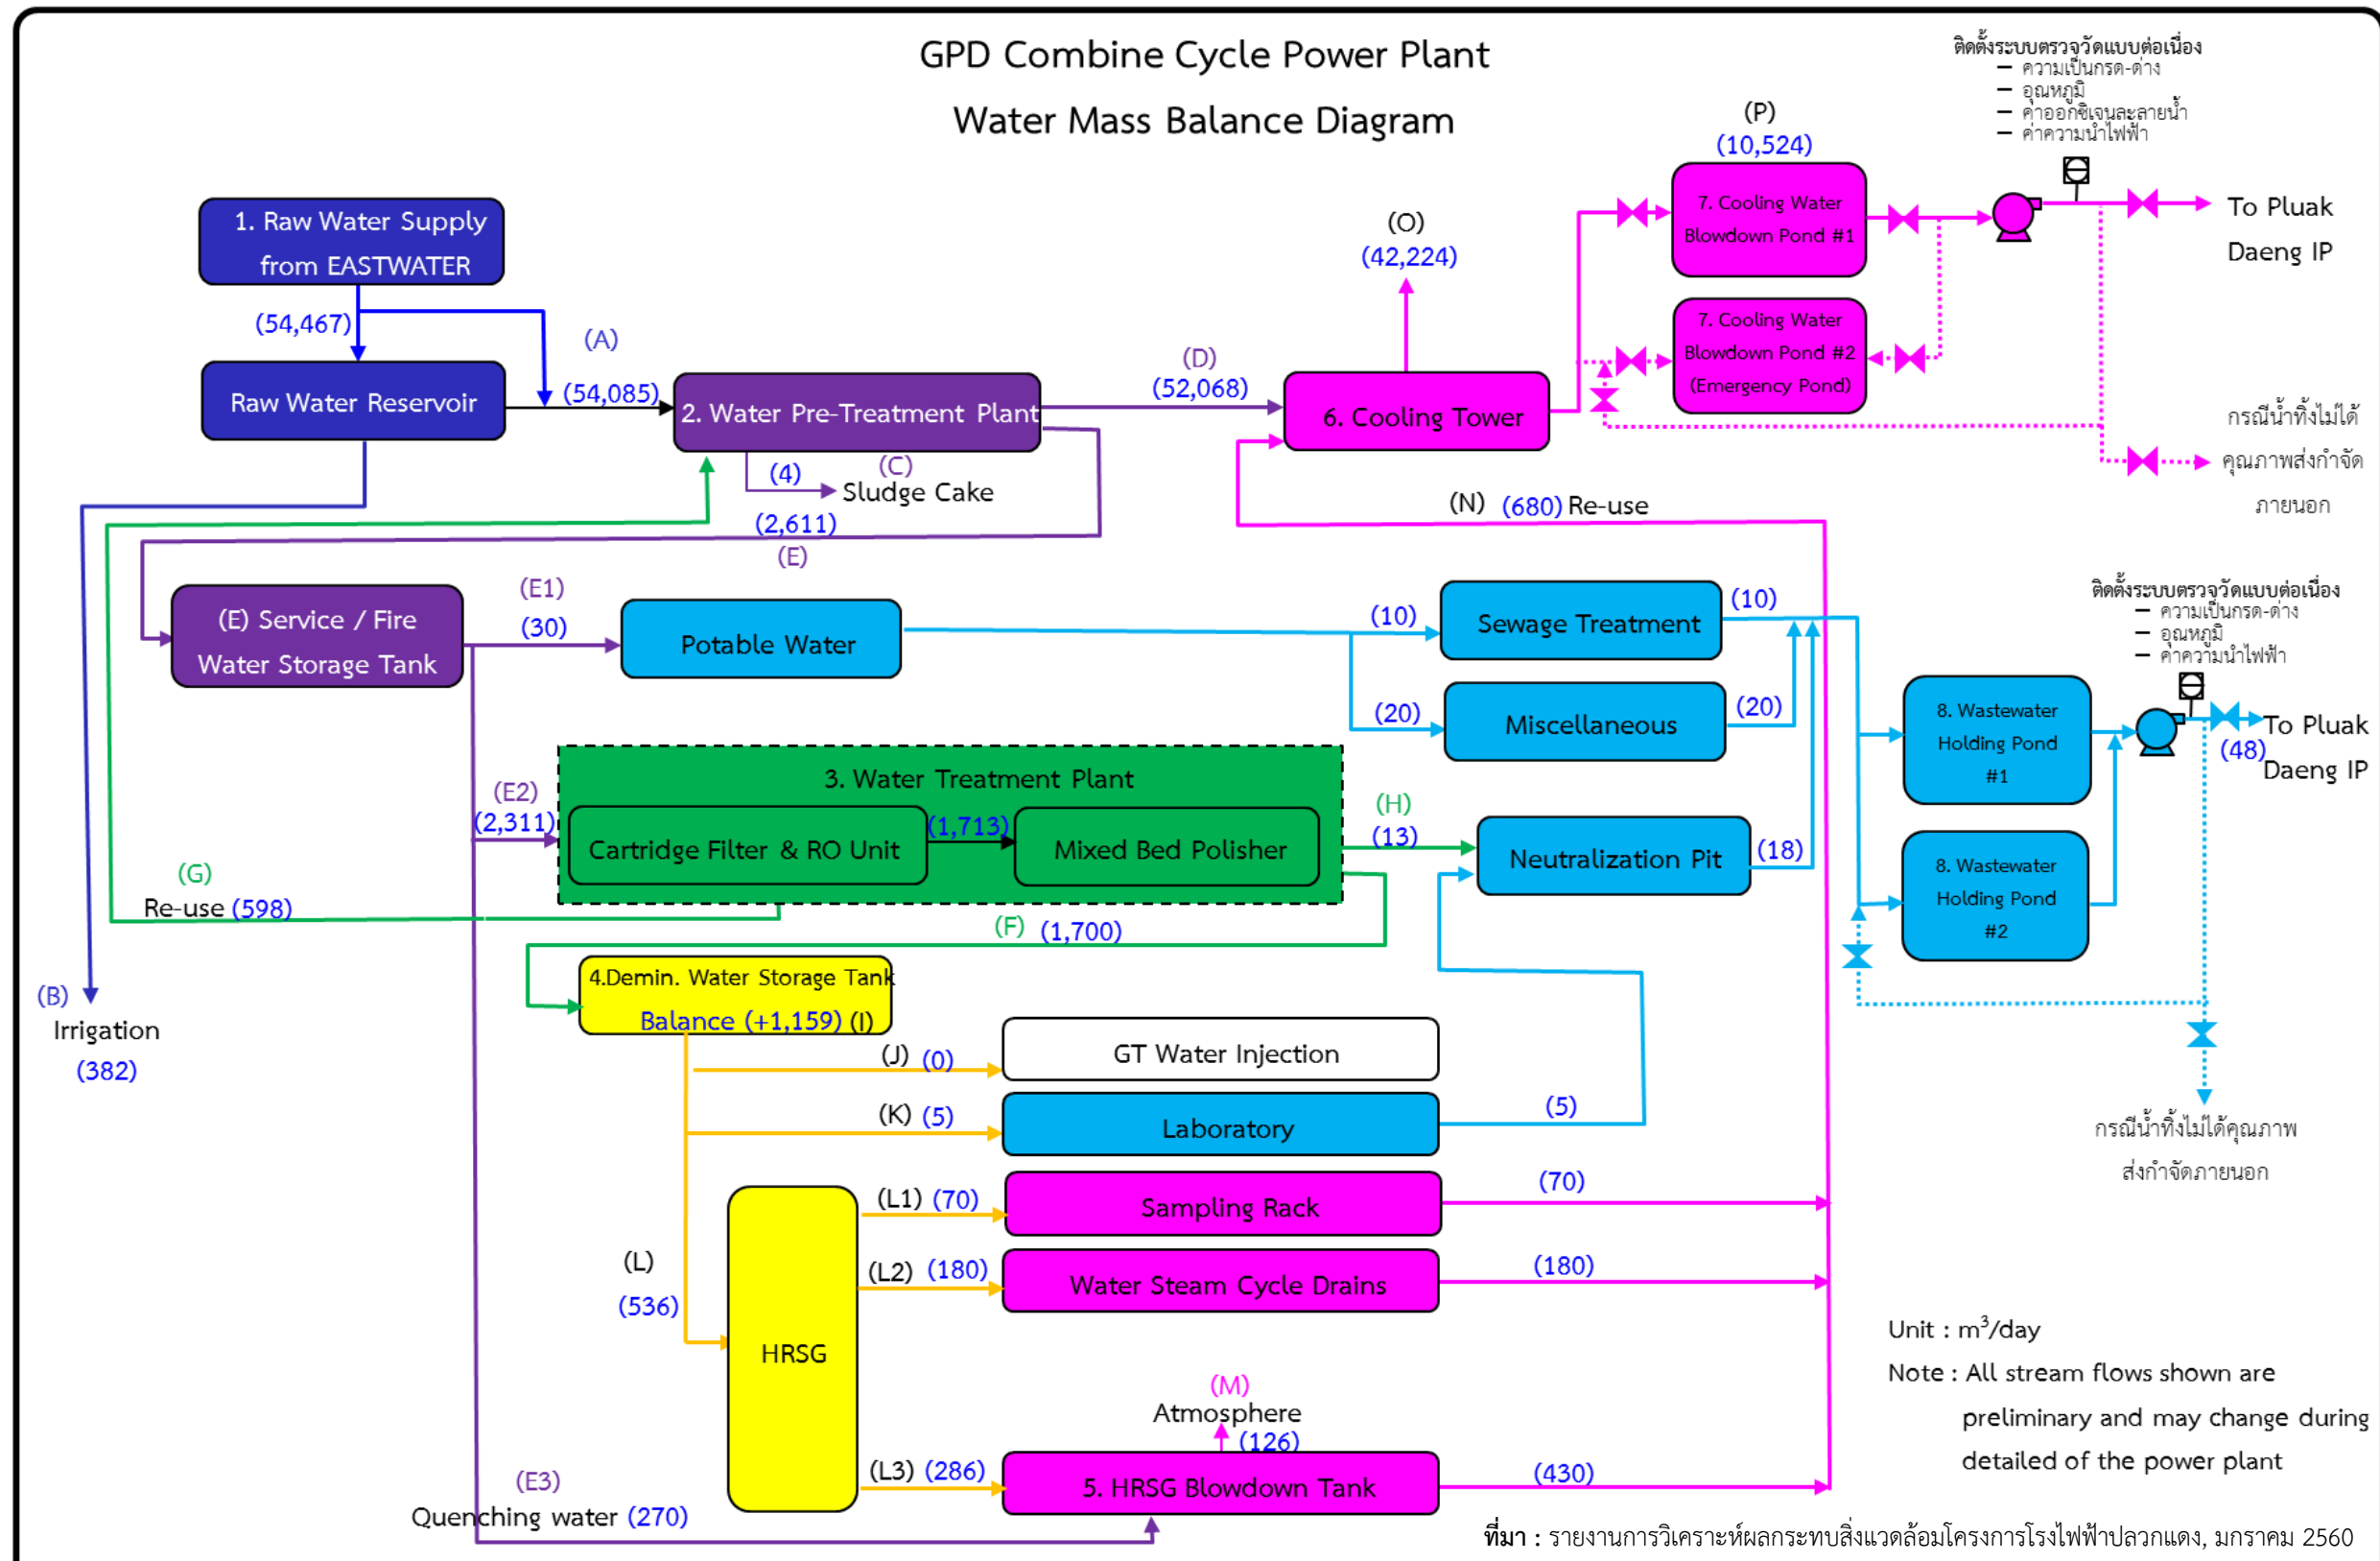 GPD Combine Cycle Power Plant
Water Mass Balance Diagram
ติดตั้งระบบตรวจวัดแบบต่อเนื่อง
– ความเป็นกรด-ด่าง
– อุณหภูมิ
– ค่าออกซิเจนละลายน้ำ
– ค่าความนำไฟฟ้า
(P)
(10,524)
1. Raw Water Supply
from EASTWATER
7. Cooling Water
Blowdown Pond #1
To Pluak
Daeng IP
(O)
(42,224)
(54,467)
(A)
7. Cooling Water
Blowdown Pond #2
(Emergency Pond)
Raw Water Reservoir
(54,085)
2. Water Pre-Treatment Plant
(D)
(52,068)
6. Cooling Tower
กรณีน้ำทิ้งไม่ได้
คุณภาพส่งกำจัด
ภายนอก
(4)
(C)
Sludge Cake
(N) (680) Re-use
(2,611)
(E)
(E) Service / Fire
Water Storage Tank
(E1)
(30)
Potable Water
(10)
Sewage Treatment
(10)
ติดตั้งระบบตรวจวัดแบบต่อเนื่อง
– ความเป็นกรด-ด่าง
– อุณหภูมิ
– ค่าความนำไฟฟ้า
(20)
Miscellaneous
(20)
8. Wastewater
Holding Pond
#1
To Pluak
(48)
Daeng IP
3. Water Treatment Plant
(E2)
(2,311)
Cartridge Filter & RO Unit
(1,713)
Mixed Bed Polisher
(H)
(13)
Neutralization Pit
(18)
8. Wastewater
Holding Pond
#2
(G)
Re-use (598)
(F) (1,700)
4.Demin. Water Storage Tank
Balance (+1,159) (I)
(B)
Irrigation
(382)
(J) (0)
GT Water Injection
(K) (5)
Laboratory
(5)
กรณีน้ำทิ้งไม่ได้คุณภาพ
ส่งกำจัดภายนอก
(L1) (70)
Sampling Rack
(70)
(L)
(536)
HRSG
(L2) (180)
Water Steam Cycle Drains
(180)
Unit : m³/day
Note : All stream flows shown are
preliminary and may change during
detailed of the power plant
(M)
Atmosphere
(126)
(L3) (286)
5. HRSG Blowdown Tank
(430)
(E3)
Quenching water (270)
ที่มา : รายงานการวิเคราะห์ผลกระทบสิ่งแวดล้อมโครงการโรงไฟฟ้าปลวกแดง, มกราคม 2560